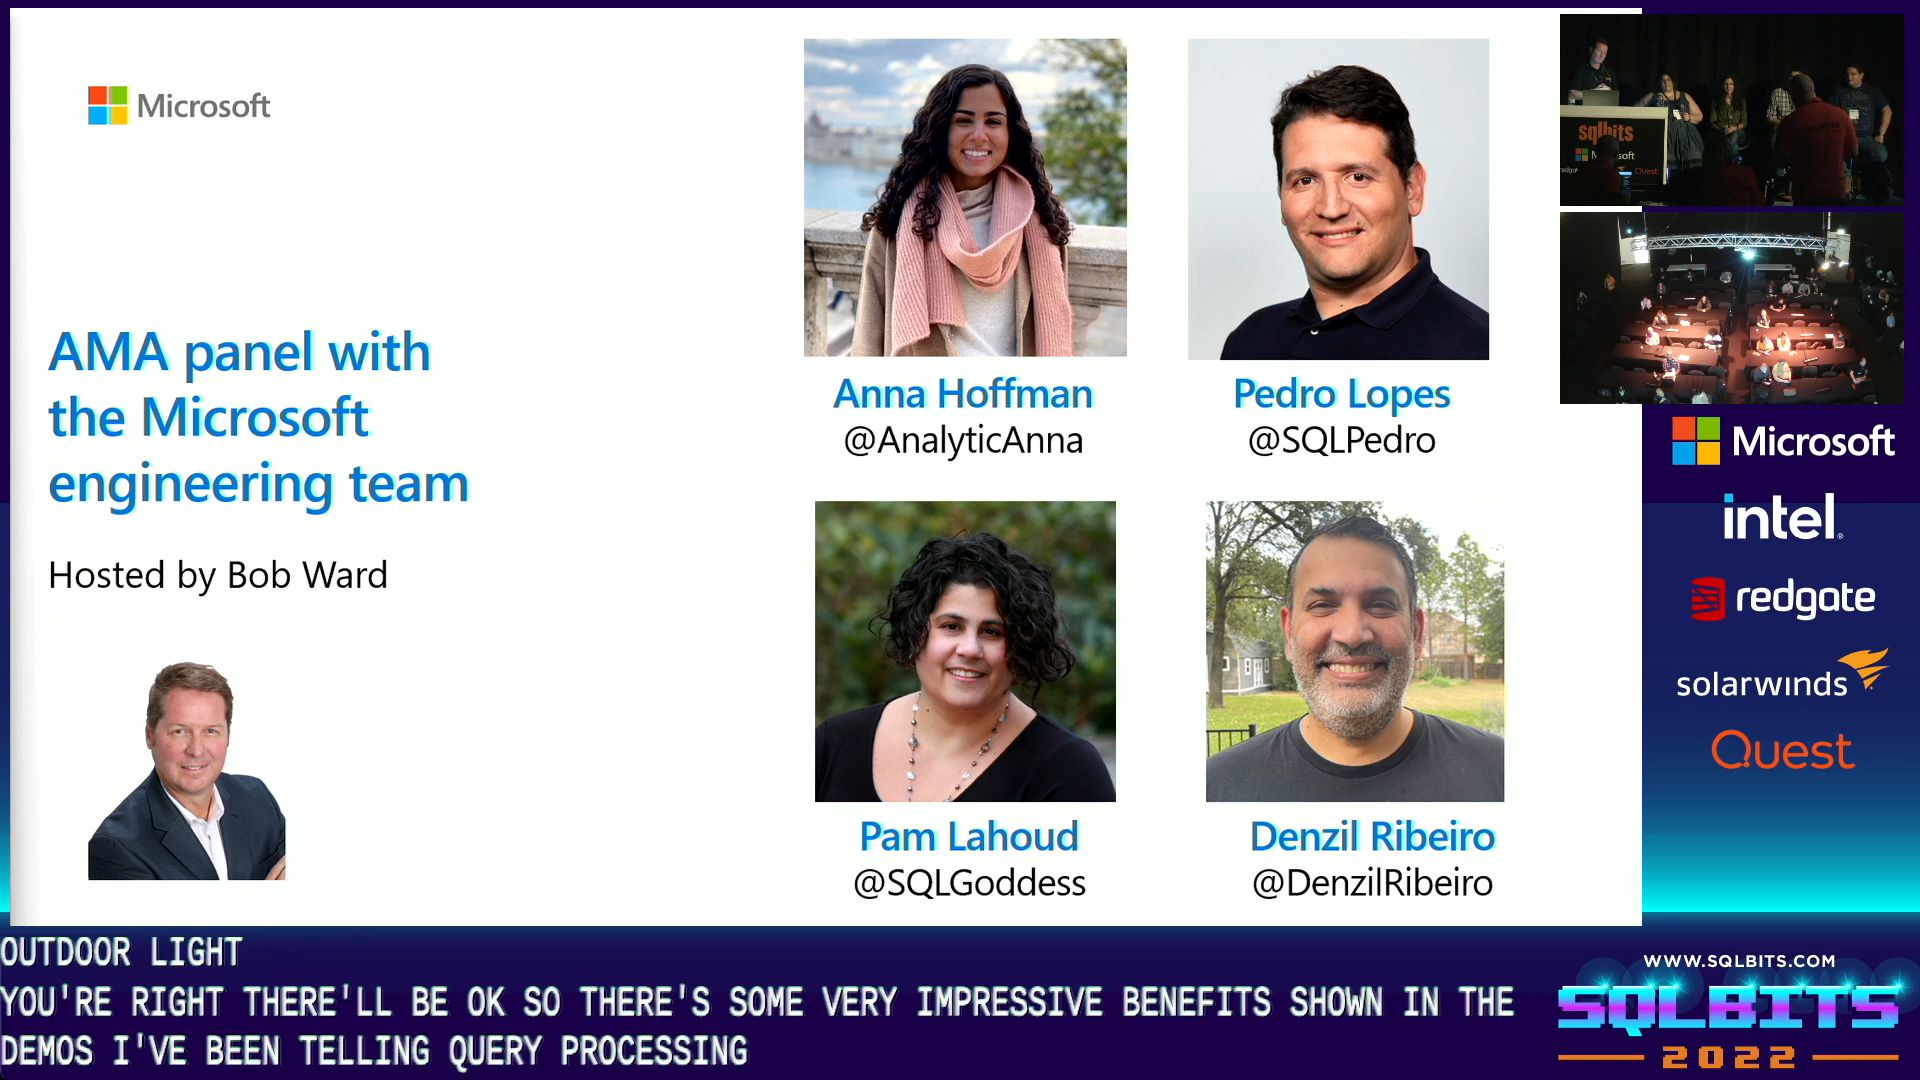 Microsoft
AMA panel with
the Microsoft
engineering team
Hosted by Bob Ward
Anna Hoffman
@AnalyticAnna
Pedro Lopes
@SQLPedro
Pam Lahoud
@SQLGoddess
Denzil Ribeiro
@DenzilRibeiro
sqlbits
Quest
Microsoft
intel
redgate
solarwinds
Quest
OUTDOOR LIGHT
YOU'RE RIGHT THERE'LL BE OK SO THERE'S SOME VERY IMPRESSIVE BENEFITS SHOWN IN THE
DEMOS I'VE BEEN TELLING QUERY PROCESSING
WWW.SQLBITS.COM
SQLBITS
2022